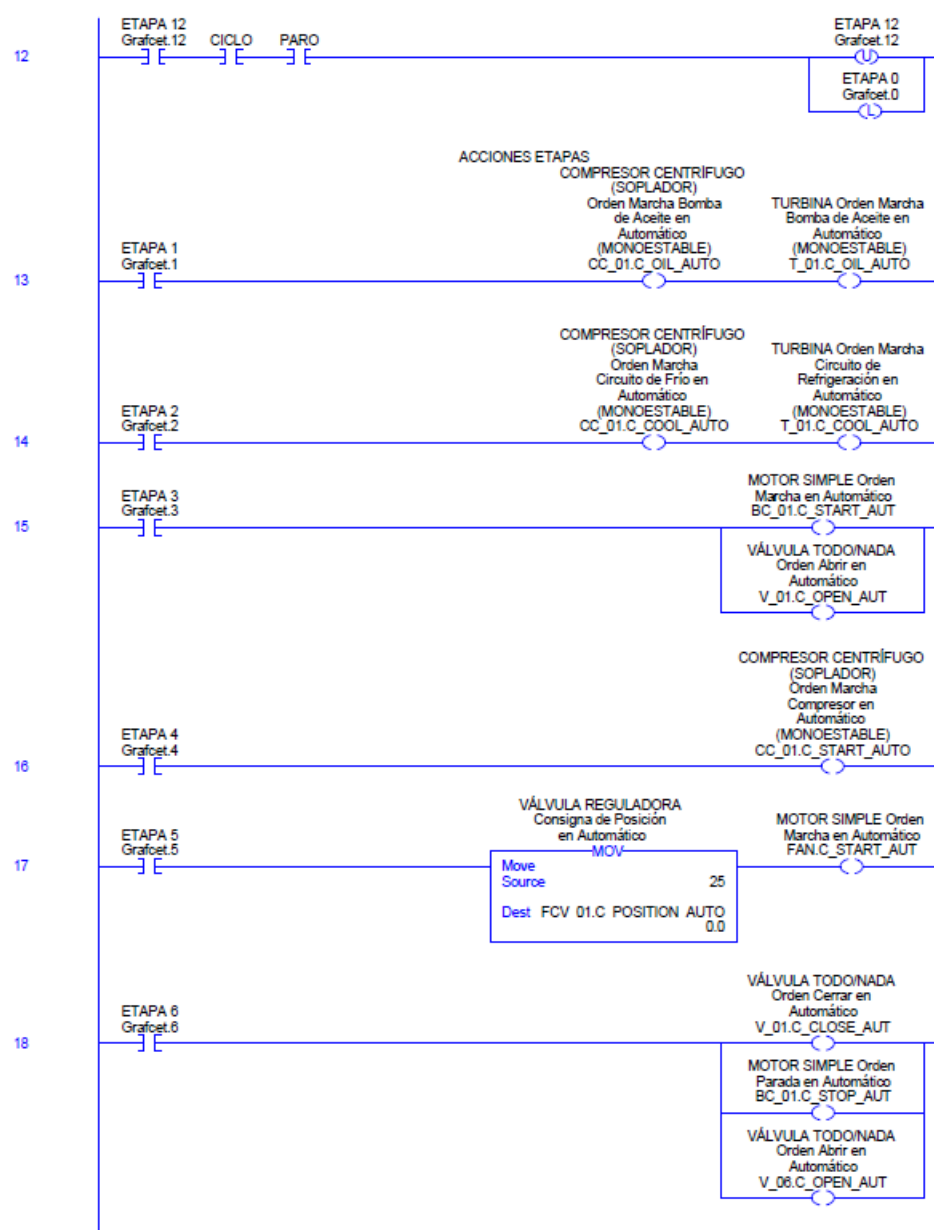 ETAPA 12
Grafcet.12
CICLO
PARO
ETAPA 12
Grafcet.12
12
U
ETAPA 0
Grafcet.0
L
ACCIONES ETAPAS
COMPRESOR CENTRÍFUGO
(SOPLADOR)
Orden Marcha Bomba
de Aceite en
Automático
(MONOESTABLE)
CC_01.C_OIL_AUTO
TURBINA Orden Marcha
Bomba de Aceite en
Automático
(MONOESTABLE)
T_01.C_OIL_AUTO
ETAPA 1
Grafcet.1
13
COMPRESOR CENTRÍFUGO
(SOPLADOR)
Orden Marcha
Circuito de Frío en
Automático
(MONOESTABLE)
CC_01.C_COOL_AUTO
TURBINA Orden Marcha
Circuito de
Refrigeración en
Automático
(MONOESTABLE)
T_01.C_COOL_AUTO
ETAPA 2
Grafcet.2
14
MOTOR SIMPLE Orden
Marcha en Automático
BC_01.C_START_AUT
ETAPA 3
Grafcet.3
15
VÁLVULA TODO/NADA
Orden Abrir en
Automático
V_01.C_OPEN_AUT
COMPRESOR CENTRÍFUGO
(SOPLADOR)
Orden Marcha
Compresor en
Automático
(MONOESTABLE)
CC_01.C_START_AUTO
ETAPA 4
Grafcet.4
16
VÁLVULA REGULADORA
Consigna de Posición
en Automático
MOV
Move
Source 25
Dest FCV_01.C_POSITION_AUTO
0.0
MOTOR SIMPLE Orden
Marcha en Automático
FAN.C_START_AUT
ETAPA 5
Grafcet.5
17
VÁLVULA TODO/NADA
Orden Cerrar en
Automático
V_01.C_CLOSE_AUT
ETAPA 6
Grafcet.6
18
MOTOR SIMPLE Orden
Parada en Automático
BC_01.C_STOP_AUT
VÁLVULA TODO/NADA
Orden Abrir en
Automático
V_06.C_OPEN_AUT